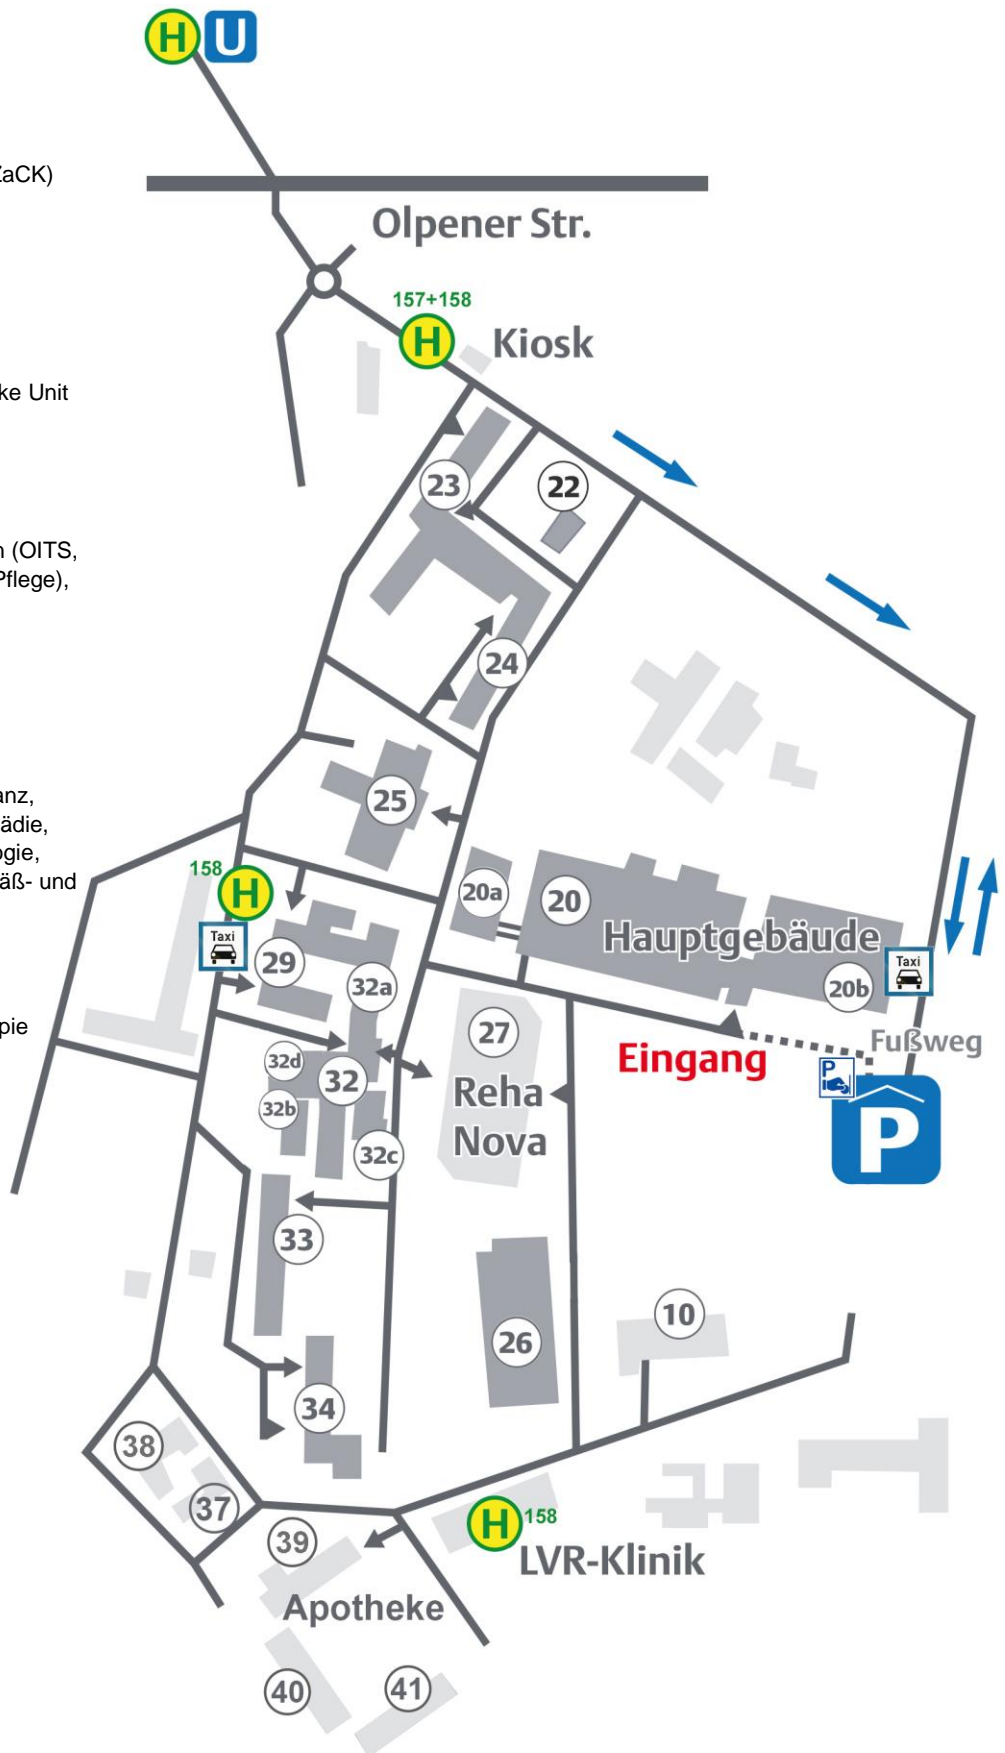 H U
ZaCK)
Olpener Str.
157+158
H
Kiosk
ke Unit
23
22
n (OITS,
Pflege),
24
anz,
25
ädie,
ogie,
158
H
äß- und
20a
20
Hauptgebäude
Taxi
29
Taxi
32a
20b
pie
27
Fußweg
Eingang
32d
32
P
Reha
Nova
32b
P
32c
33
10
26
34
38
37
H
158
39
LVR-Klinik
Apotheke
40
41